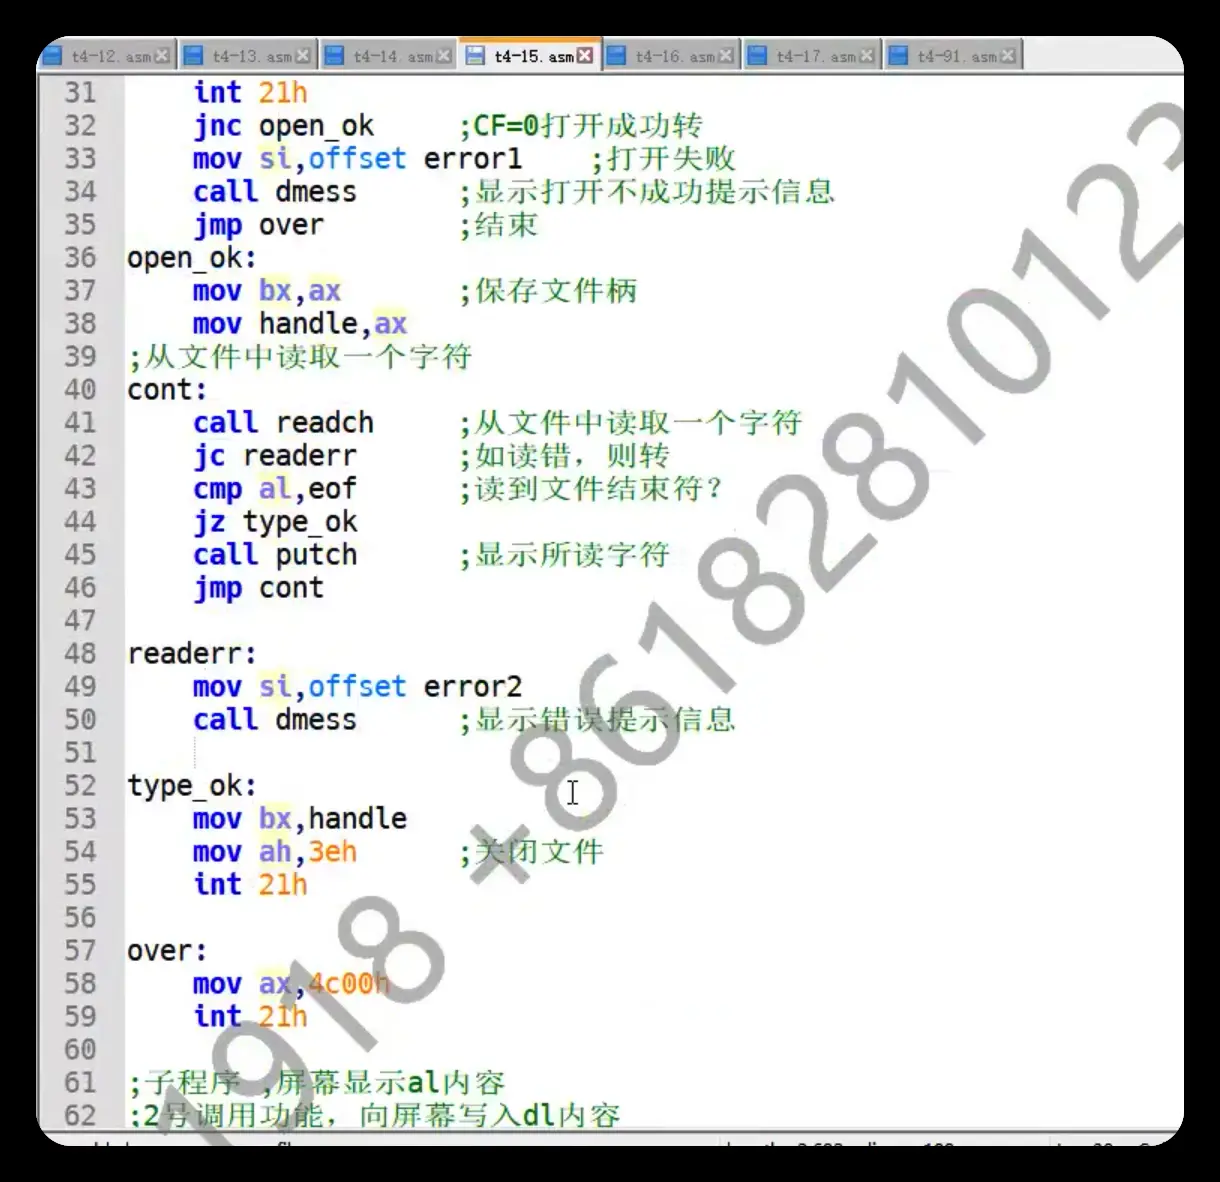 t4-12.asm t4-13.asm t4-14.asm t4-15.asm t4-16.asm t4-17.asm t4-91.asm
31 int 21h
32 jnc open_ok ;CF=0打开成功转
33 mov si,offset error1 ;打开失败
34 call dmess ;显示打开不成功提示信息
35 jmp over ;结束
36 open_ok:
37 mov bx,ax ;保存文件柄
38 mov handle,ax
39 ;从文件中读取一个字符
40 cont:
41 call readch ;从文件中读取一个字符
42 jc readerr ;如读错，则转
43 cmp al,eof ;读到文件结束符？
44 jz type_ok
45 call putch ;显示所读字符
46 jmp cont
47
48 readerr:
49 mov si,offset error2
50 call dmess ;显示错误提示信息
51
52 type_ok:
53 mov bx,handle
54 mov ah,3eh ;关闭文件
55 int 21h
56
57 over:
58 mov ax,4c00h
59 int 21h
60
61 ;子程序 ,屏幕显示al内容
62 ;2号调用功能，向屏幕写入dl内容
1918 +8618281012